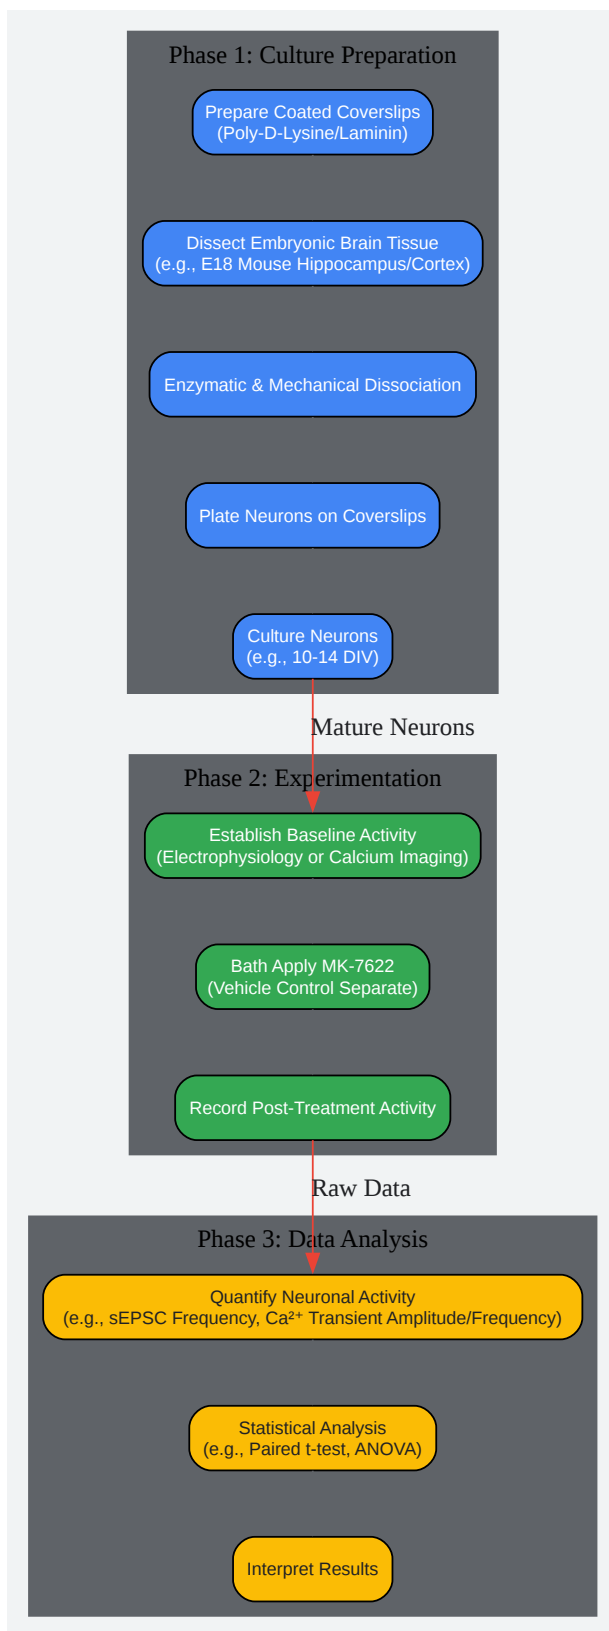 Phase 1: Culture Preparation
Prepare Coated Coverslips
(Poly-D-Lysine/Laminin)
Dissect Embryonic Brain Tissue
(e.g., E18 Mouse Hippocampus/Cortex)
Enzymatic & Mechanical Dissociation
Plate Neurons on Coverslips
Culture Neurons
(e.g., 10-14 DIV)
Mature Neurons
Phase 2: Experimentation
Establish Baseline Activity
(Electrophysiology or Calcium Imaging)
Bath Apply MK-7622
(Vehicle Control Separate)
Record Post-Treatment Activity
Raw Data
Phase 3: Data Analysis
Quantify Neuronal Activity
(e.g., sEPSC Frequency, Ca²⁺ Transient Amplitude/Frequency)
Statistical Analysis
(e.g., Paired t-test, ANOVA)
Interpret Results